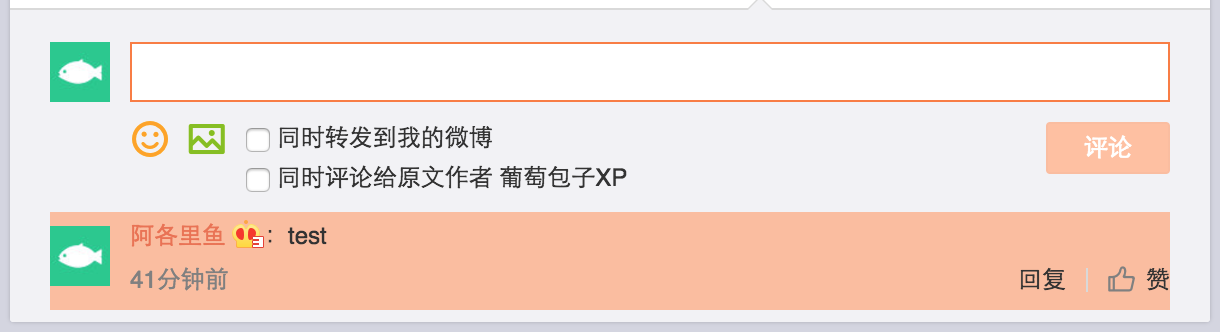 同时转发到我的微博
评论
同时评论给原文作者 葡萄包子XP
阿各里鱼 : test
41分钟前
回复 | 赞